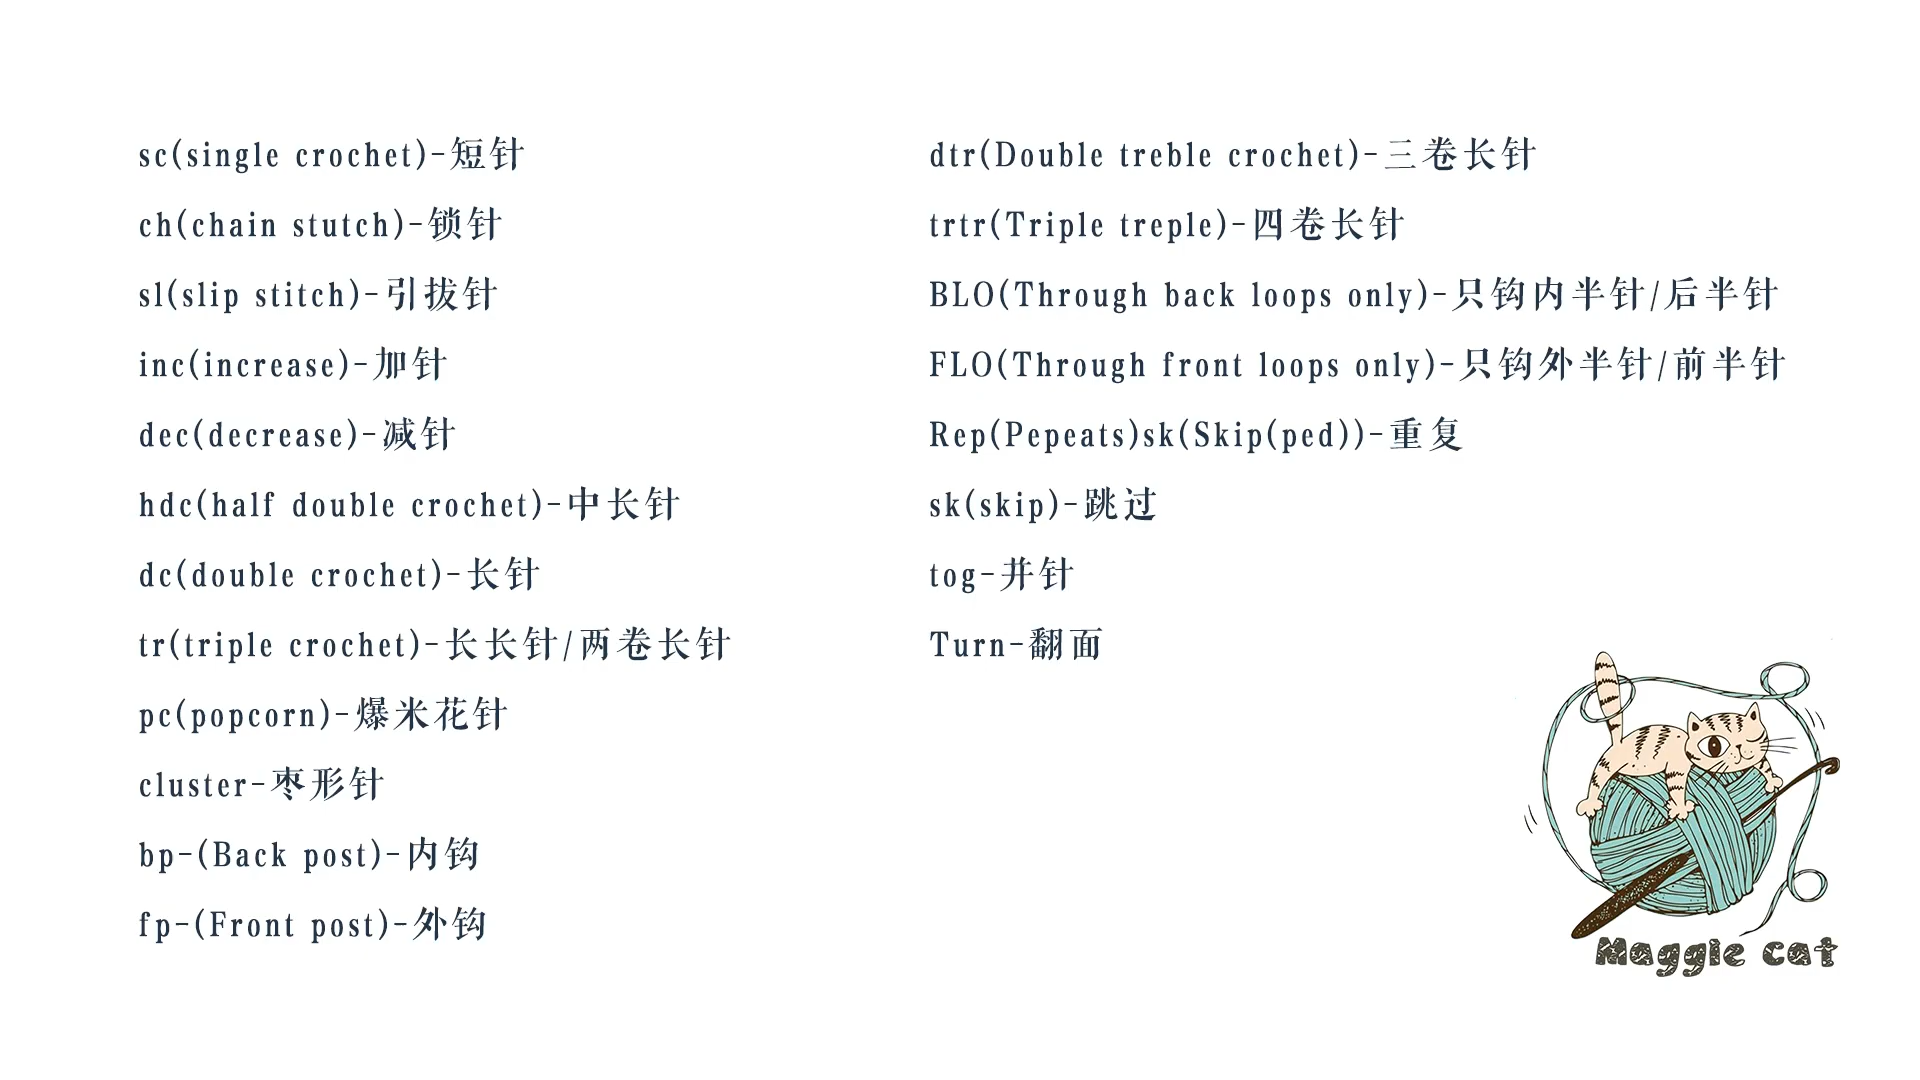 sc(single crochet)-短针
ch(chain stutch)-锁针
sl(slip stitch)-引拔针
inc(increase)-加针
dec(decrease)-减针
hdc(half double crochet)-中长针
dc(double crochet)-长针
tr(triple crochet)-长长针/两卷长针
pc(popcorn)-爆米花针
cluster-枣形针
bp-(Back post)-内钩
fp-(Front post)-外钩
dtr(Double treble crochet)-三卷长针
trtr(Triple treple)-四卷长针
BLO(Through back loops only)-只钩内半针/后半针
FLO(Through front loops only)-只钩外半针/前半针
Rep(Pepeats)sk(Skip(ped))-重复
sk(skip)-跳过
tog-并针
Turn-翻面
Maggie cat